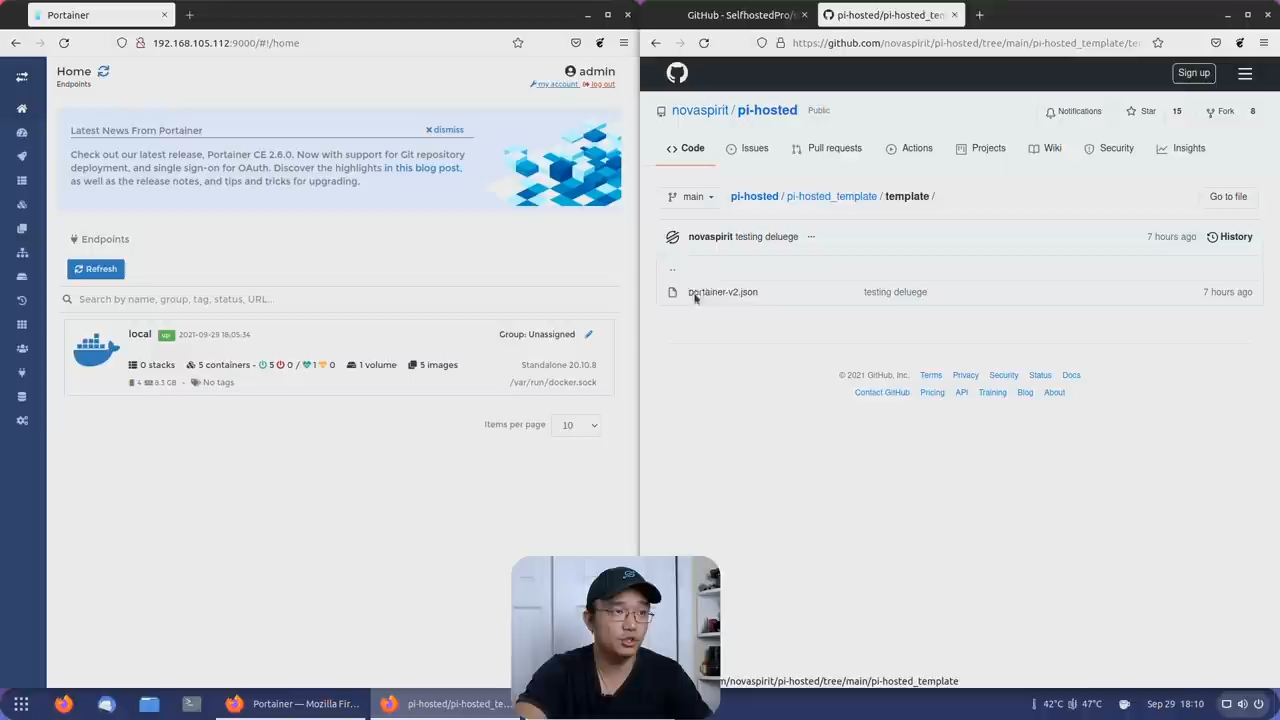 Portainer
192.168.105.112:9000/#!/home
Home
Endpoints
admin
my account
log out
Latest News From Portainer
dismiss
Check out our latest release, Portainer CE 2.6.0. Now with support for Git repository
deployment, and single sign-on for OAuth. Discover the highlights in this blog post,
as well as the release notes, and tips and tricks for upgrading.
Endpoints
Refresh
Search by name, group, tag, status, URL...
local up 2021-09-29 18:05:34
Group: Unassigned
0 stacks 5 containers - 5 0 / 1 0 1 volume 5 images
Standalone 20.10.8
4 8.3 GB - No tags
/var/run/docker.sock
Items per page 10
GitHub - SelfhostedPro/s
pi-hosted/pi-hosted_tem
https://github.com/novaspirit/pi-hosted/tree/main/pi-hosted_template/te
Sign up
novaspirit / pi-hosted Public
Notifications
Star 15
Fork 8
Code
Issues
Pull requests
Actions
Projects
Wiki
Security
Insights
main
pi-hosted / pi-hosted_template / template /
Go to file
novaspirit testing deluege ...
7 hours ago
History
..
portainer-v2.json
testing deluege
7 hours ago
© 2021 GitHub, Inc. Terms Privacy Security Status Docs
Contact GitHub Pricing API Training Blog About
m/novaspirit/pi-hosted/tree/main/pi-hosted_template
Portainer — Mozilla Fir...
pi-hosted/pi-hosted_te...
42°C 47°C
Sep 29 18:10